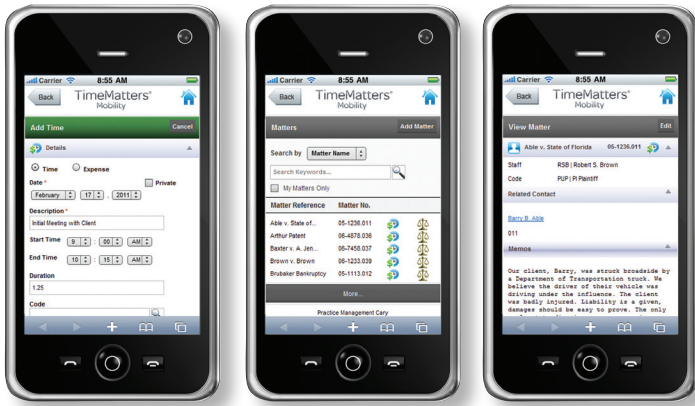 Carrier 8:55 AM
Back TimeMatters®
Mobility
Add Time Cancel
Details
Time Expense
Date * Private
February 17 , 2011
Description *
Initial Meeting with Client
Start Time 9 : 00 AM
End Time 10 : 15 AM
Duration
1.25
Code
Carrier 8:55 AM
Back TimeMatters®
Mobility
Matters Add Matter
Search by Matter Name
Search Keywords...
My Matters Only
Matter Reference Matter No.
Able v. State of... 05-1236.011
Arthur Patent 06-4878.036
Baxter v. A. Jen... 06-7458.037
Brown v. Brown 06-1233.039
Brubaker Bankruptcy 05-1113.012
More...
Practice Management Cary
Carrier 8:55 AM
Back TimeMatters®
Mobility
View Matter Edit
Able v. State of Florida 05-1236.011
Staff RSB | Robert S. Brown
Code PUP | PI Plaintiff
Related Contact
Barry B. Able
011
Memos
Our client, Barry, was struck broadside by
a Department of Transportation truck. We
believe the driver of their vehicle was
driving under the influence. The client
was badly injured. Liability is a given,
damages should be easy to prove. The only